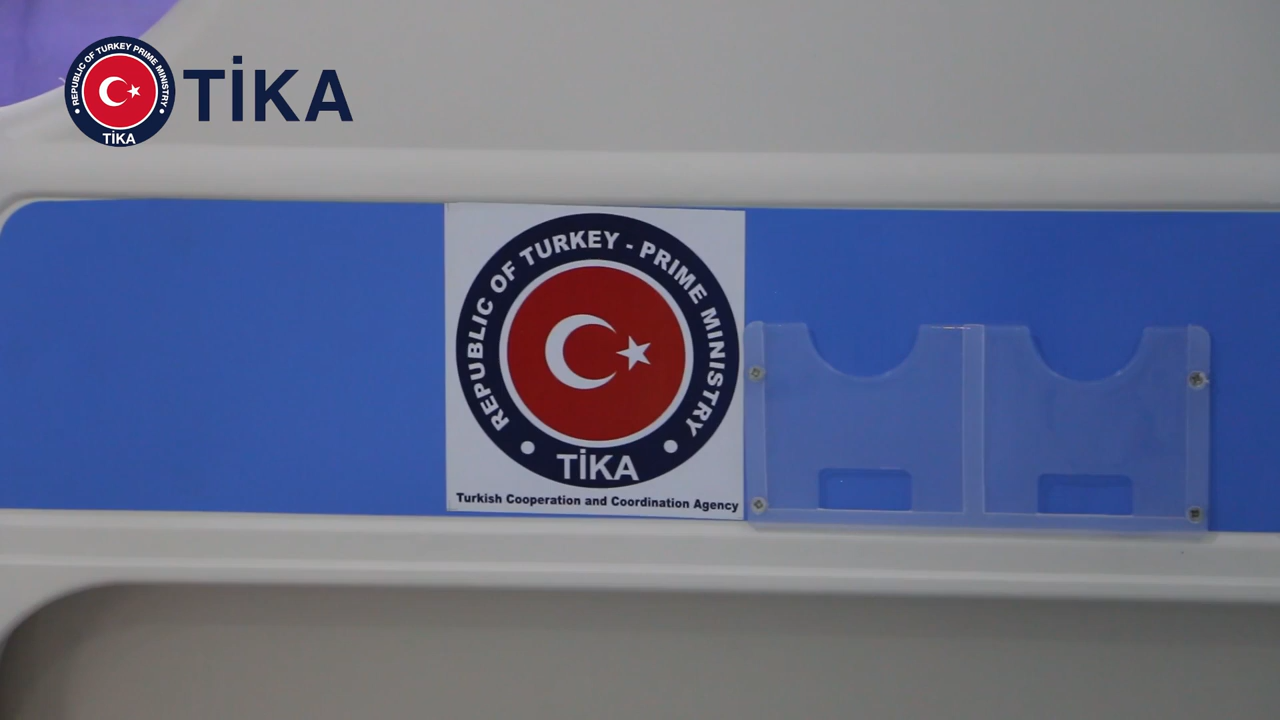 REPUBLIC OF TURKEY PRIME MINISTRY
TİKA
TİKA
REPUBLIC OF TURKEY - PRIME MINISTRY
TİKA
Turkish Cooperation and Coordination Agency